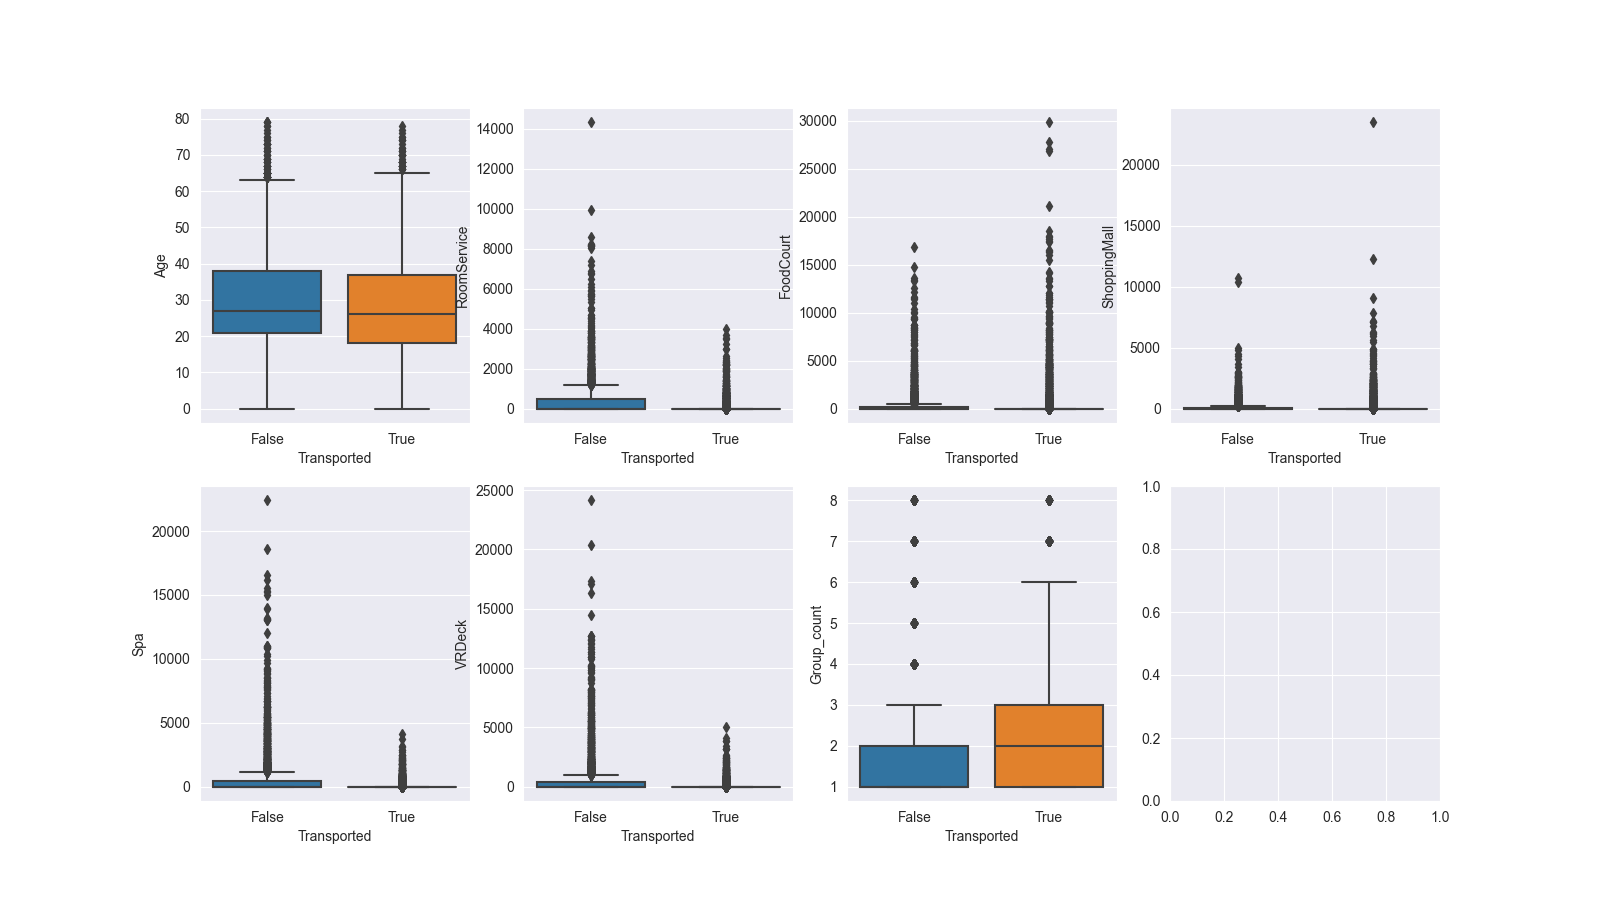 Age
80
70
60
50
40
30
20
10
0
False
True
Transported
RoomService
14000
12000
10000
8000
6000
4000
2000
0
False
True
Transported
FoodCourt
30000
25000
20000
15000
10000
5000
0
False
True
Transported
ShoppingMall
20000
15000
10000
5000
0
False
True
Transported
Spa
20000
15000
10000
5000
0
False
True
Transported
VRDeck
25000
20000
15000
10000
5000
0
False
True
Transported
Group_count
8
7
6
5
4
3
2
1
False
True
Transported
1.0
0.8
0.6
0.4
0.2
0.0
0.0 0.2 0.4 0.6 0.8 1.0